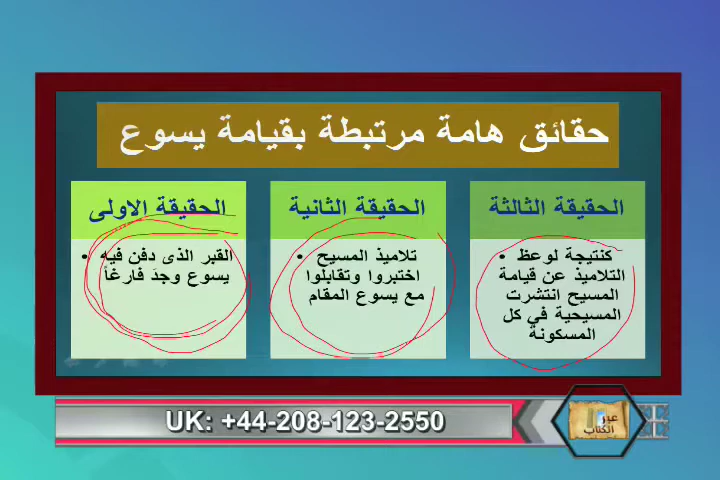 حقائق هامة مرتبطة بقيامة يسوع
الحقيقة الاولى
القبر الذى دفن فيه
يسوع وجد فارغاً
الحقيقة الثانية
تلاميذ المسيح
اختبروا وتقابلوا
مع يسوع المقام
الحقيقة الثالثة
كنتيجة لوعظ
التلاميذ عن قيامة
المسيح انتشرت
المسيحية في كل
المسكونة
UK: +44-208-123-2550
الكتاب